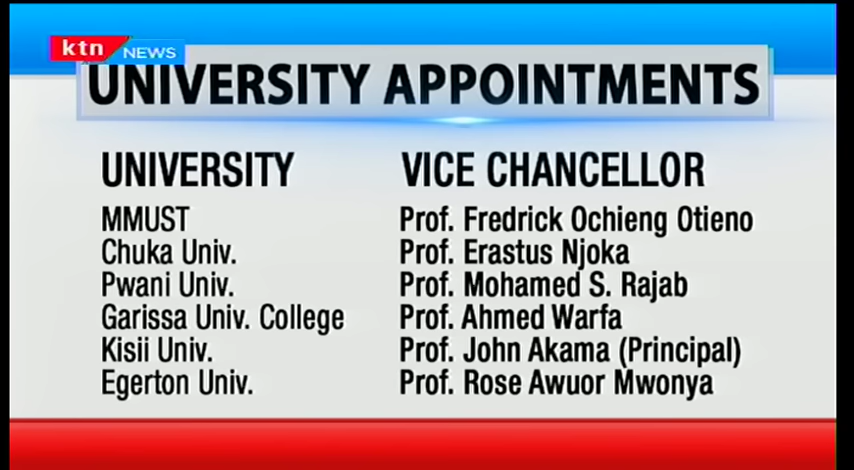 ktn NEWS
UNIVERSITY APPOINTMENTS
UNIVERSITY VICE CHANCELLOR
MMUST Prof. Fredrick Ochieng Otieno
Chuka Univ. Prof. Erastus Njoka
Pwani Univ. Prof. Mohamed S. Rajab
Garissa Univ. College Prof. Ahmed Warfa
Kisii Univ. Prof. John Akama (Principal)
Egerton Univ. Prof. Rose Awuor Mwonya